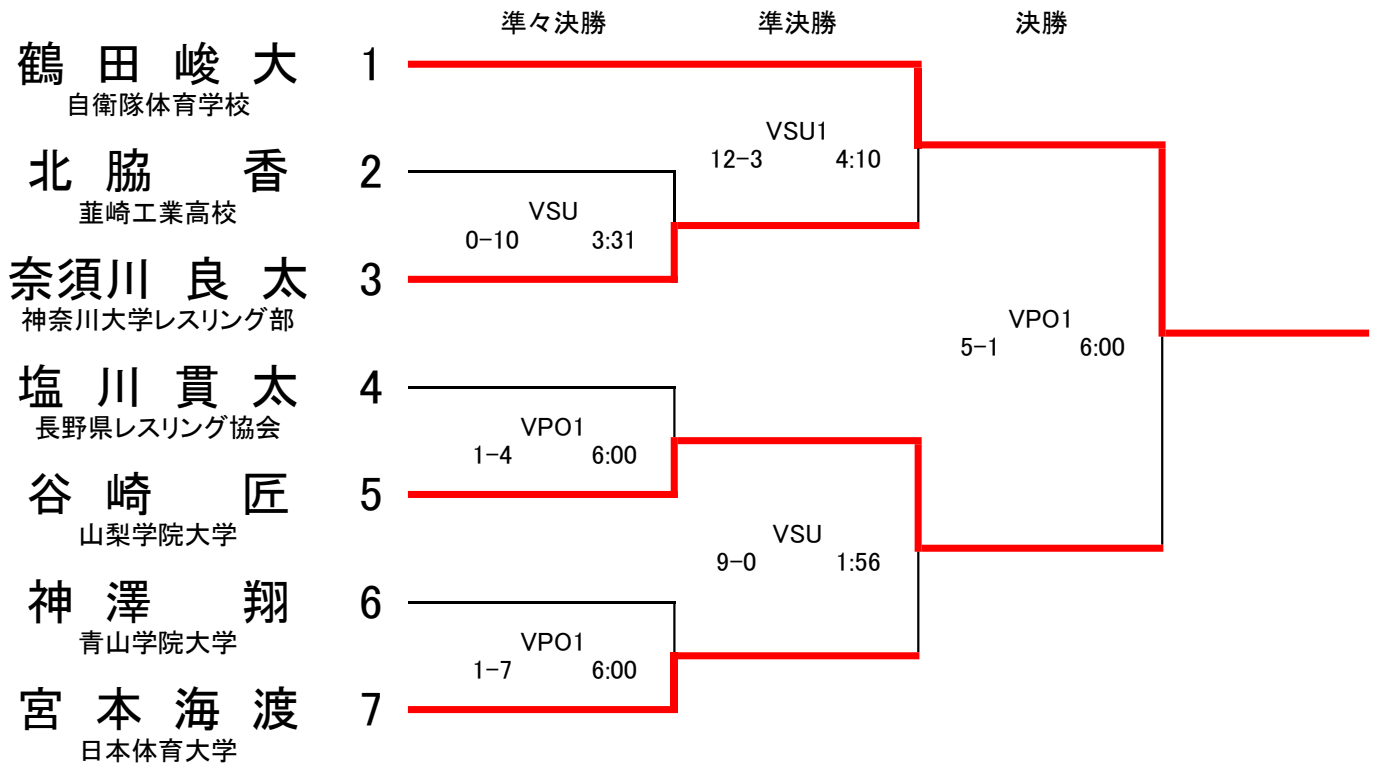 準々決勝 準決勝 決勝
鶴田峻大 1
自衛隊体育学校
VSU1
12-3 4:10
北脇 香 2
韮崎工業高校
VSU
0-10 3:31
奈須川良太 3
神奈川大学レスリング部
VPO1
5-1 6:00
塩川貫太 4
長野県レスリング協会
VPO1
1-4 6:00
谷崎 匠 5
山梨学院大学
VSU
9-0 1:56
神澤 翔 6
青山学院大学
VPO1
1-7 6:00
宮本海渡 7
日本体育大学